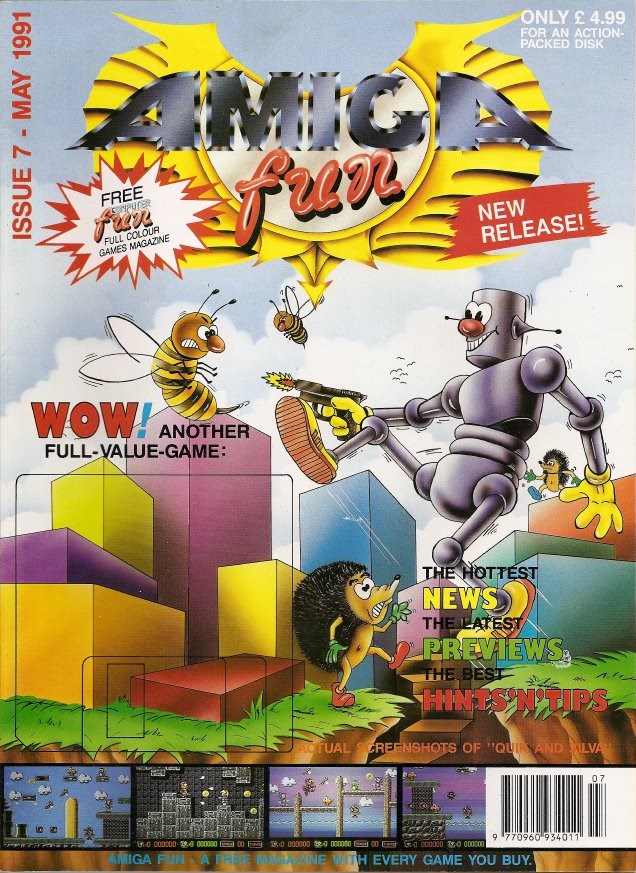 ISSUE 7 - MAY 1991
ONLY £ 4.99
FOR AN ACTION-
PACKED DISK
AMIGA
fun
FREE
COMPUTER
fun
FULL COLOUR
GAMES MAGAZINE
NEW
RELEASE!
WOW! ANOTHER
FULL-VALUE-GAME:
THE HOTTEST
NEWS
THE LATEST
PREVIEWS
THE BEST
HINTS'N'TIPS
ACTUAL SCREENSHOTS OF "QUIK AND SILVA"
07
9 770960 934011
AMIGA FUN - A FREE MAGAZINE WITH EVERY GAME YOU BUY.